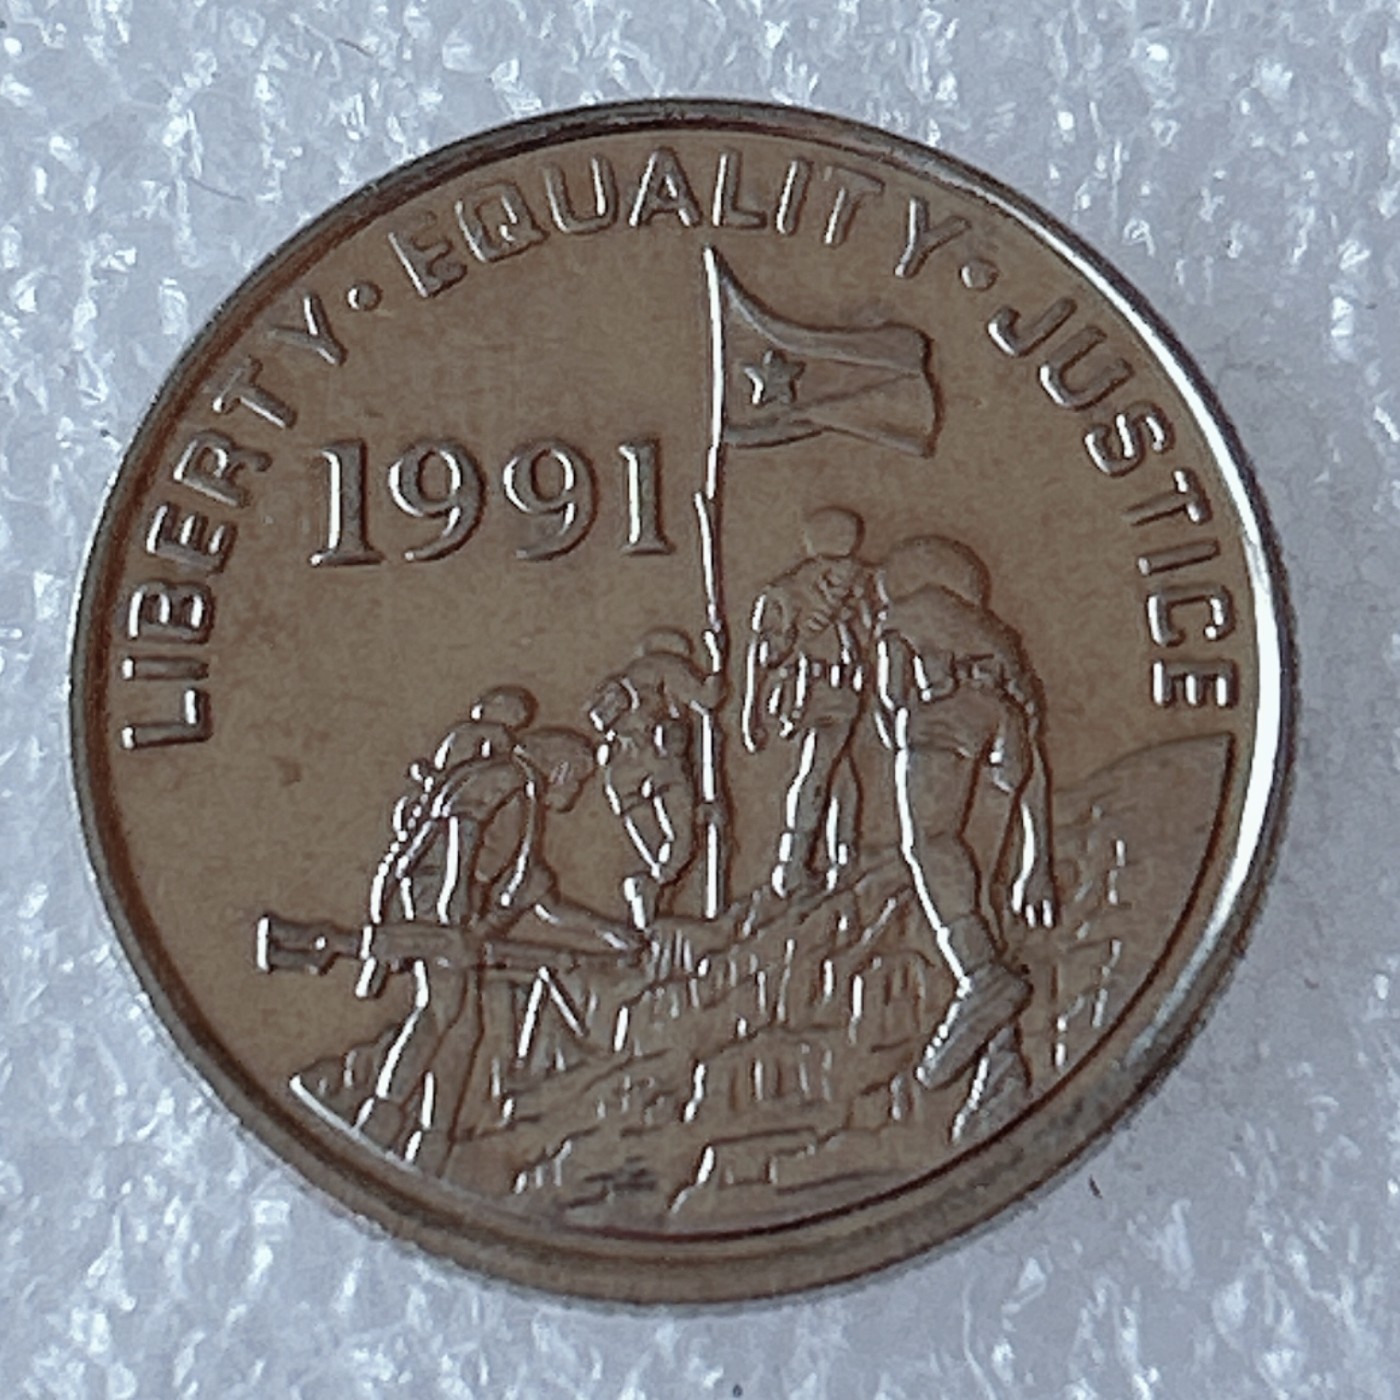 LIBERTY · EQUALITY · JUSTICE
1991